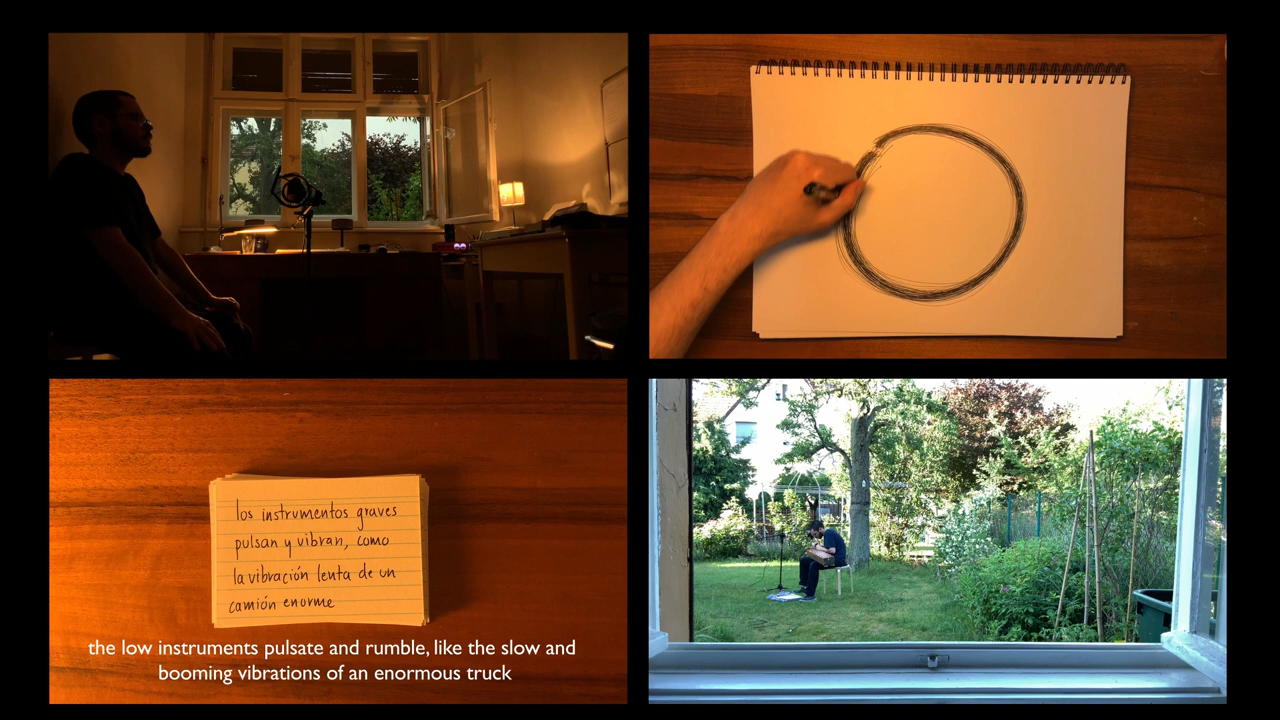 los instrumentos graves
pulsan y vibran, como
la vibración lenta de un
camión enorme
the low instruments pulsate and rumble, like the slow and
booming vibrations of an enormous truck